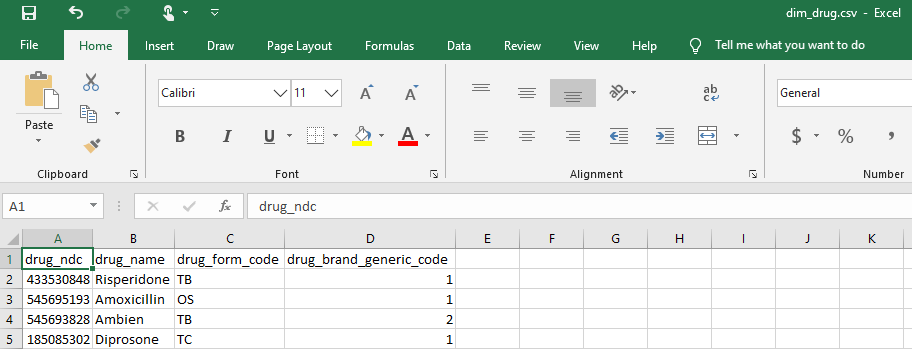 dim_drug.csv - Excel
File Home Insert Page Layout Formulas Data Review View Help Tell me what you want to do
Paste
Calibri 11 A A
ab
c
General
B I U A
$ % ,
Clipboard Font Alignment Number
A1 fx drug_ndc
A B C D E F G H I J K
1 drug_ndc drug_name drug_form_code drug_brand_generic_code
2 433530848 Risperidone TB 1
3 545695193 Amoxicillin OS 1
4 545693828 Ambien TB 2
5 185085302 Diprosone TC 1